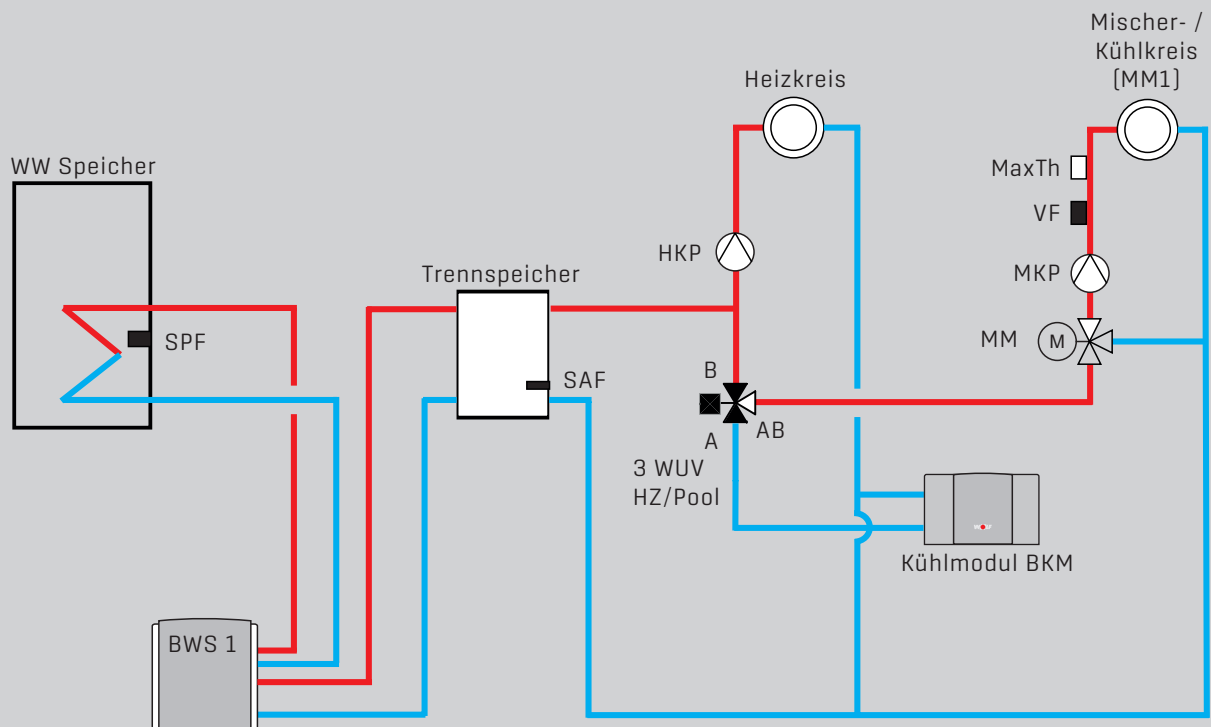 Mischer- /
Kühlkreis
(MM1)
Heizkreis
WW Speicher
MaxTh
VF
HKP
MKP
Trennspeicher
SPF
MM
M
SAF
B
A
AB
3 WUV
HZ/Pool
WOLF
Kühlmodul BKM
BWS 1